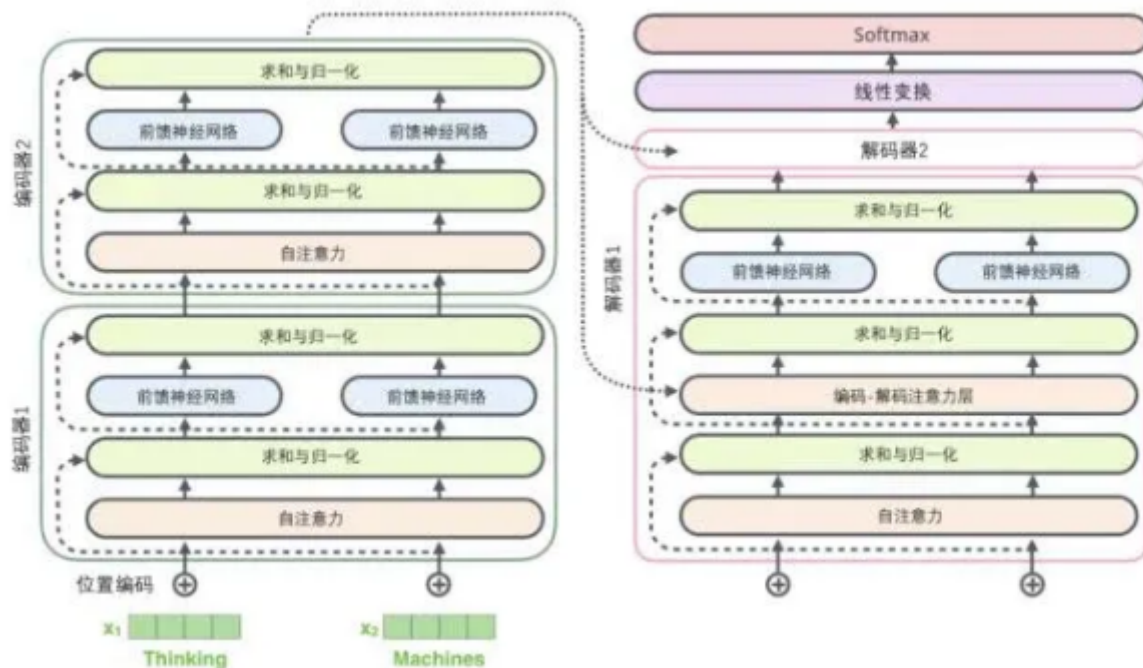 编码器2
求和与归一化
前馈神经网络 前馈神经网络
求和与归一化
自注意力
编码器1
求和与归一化
前馈神经网络 前馈神经网络
求和与归一化
自注意力
位置编码
x₁ x₂
Thinking Machines
Softmax
线性变换
解码器2
解码器1
求和与归一化
前馈神经网络 前馈神经网络
求和与归一化
编码-解码注意力层
求和与归一化
自注意力